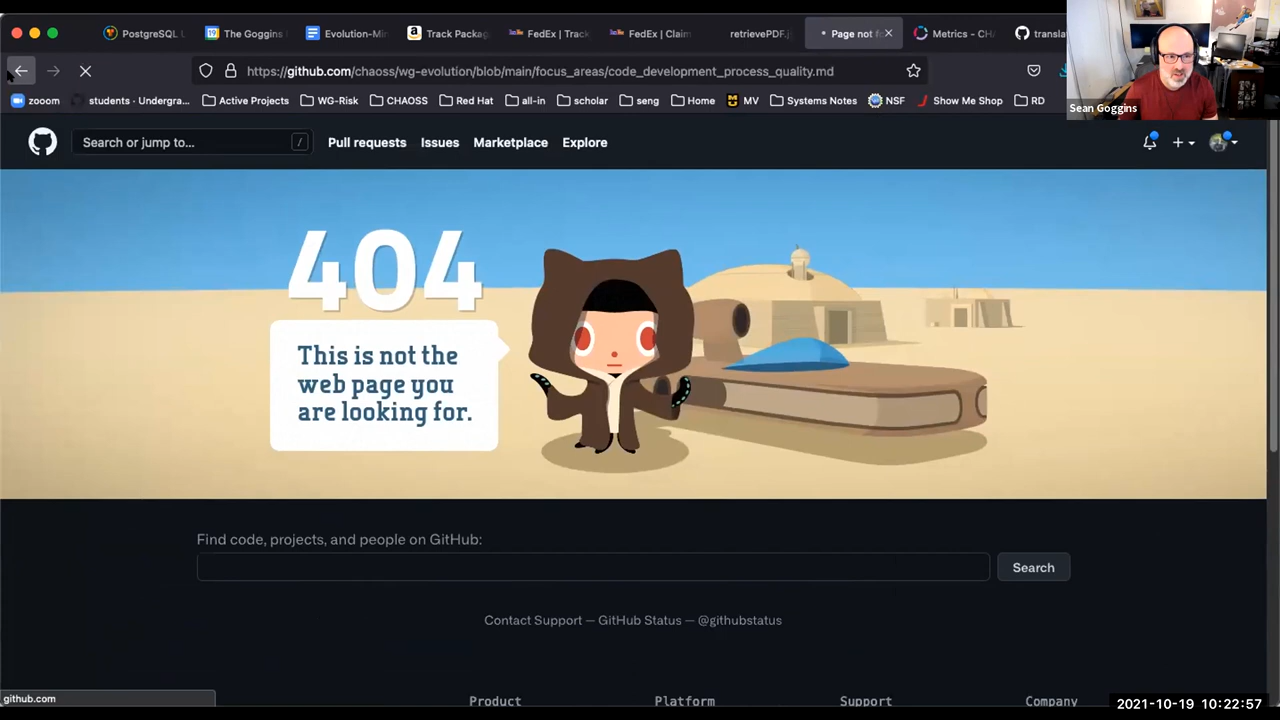 PostgreSQL L
19
The Goggins
Evolution-Mi
Track Packa
FedEx | Track
FedEx | Claim
retrievePDF.j
Page not f
Metrics - CHA
transla
https://github.com/chaoss/wg-evolution/blob/main/focus_areas/code_development_process_quality.md
zooom
students - Undergra...
Active Projects
WG-Risk
CHAOSS
Red Hat
all-in
scholar
seng
Home
MV
Systems Notes
NSF
Show Me Shop
RD
Sean Goggins
Search or jump to...
/
Pull requests
Issues
Marketplace
Explore
404
This is not the
web page you
are looking for.
Find code, projects, and people on GitHub:
Search
Contact Support — GitHub Status — @githubstatus
github.com
Product
Platform
Support
Company
2021-10-19 10:22:57